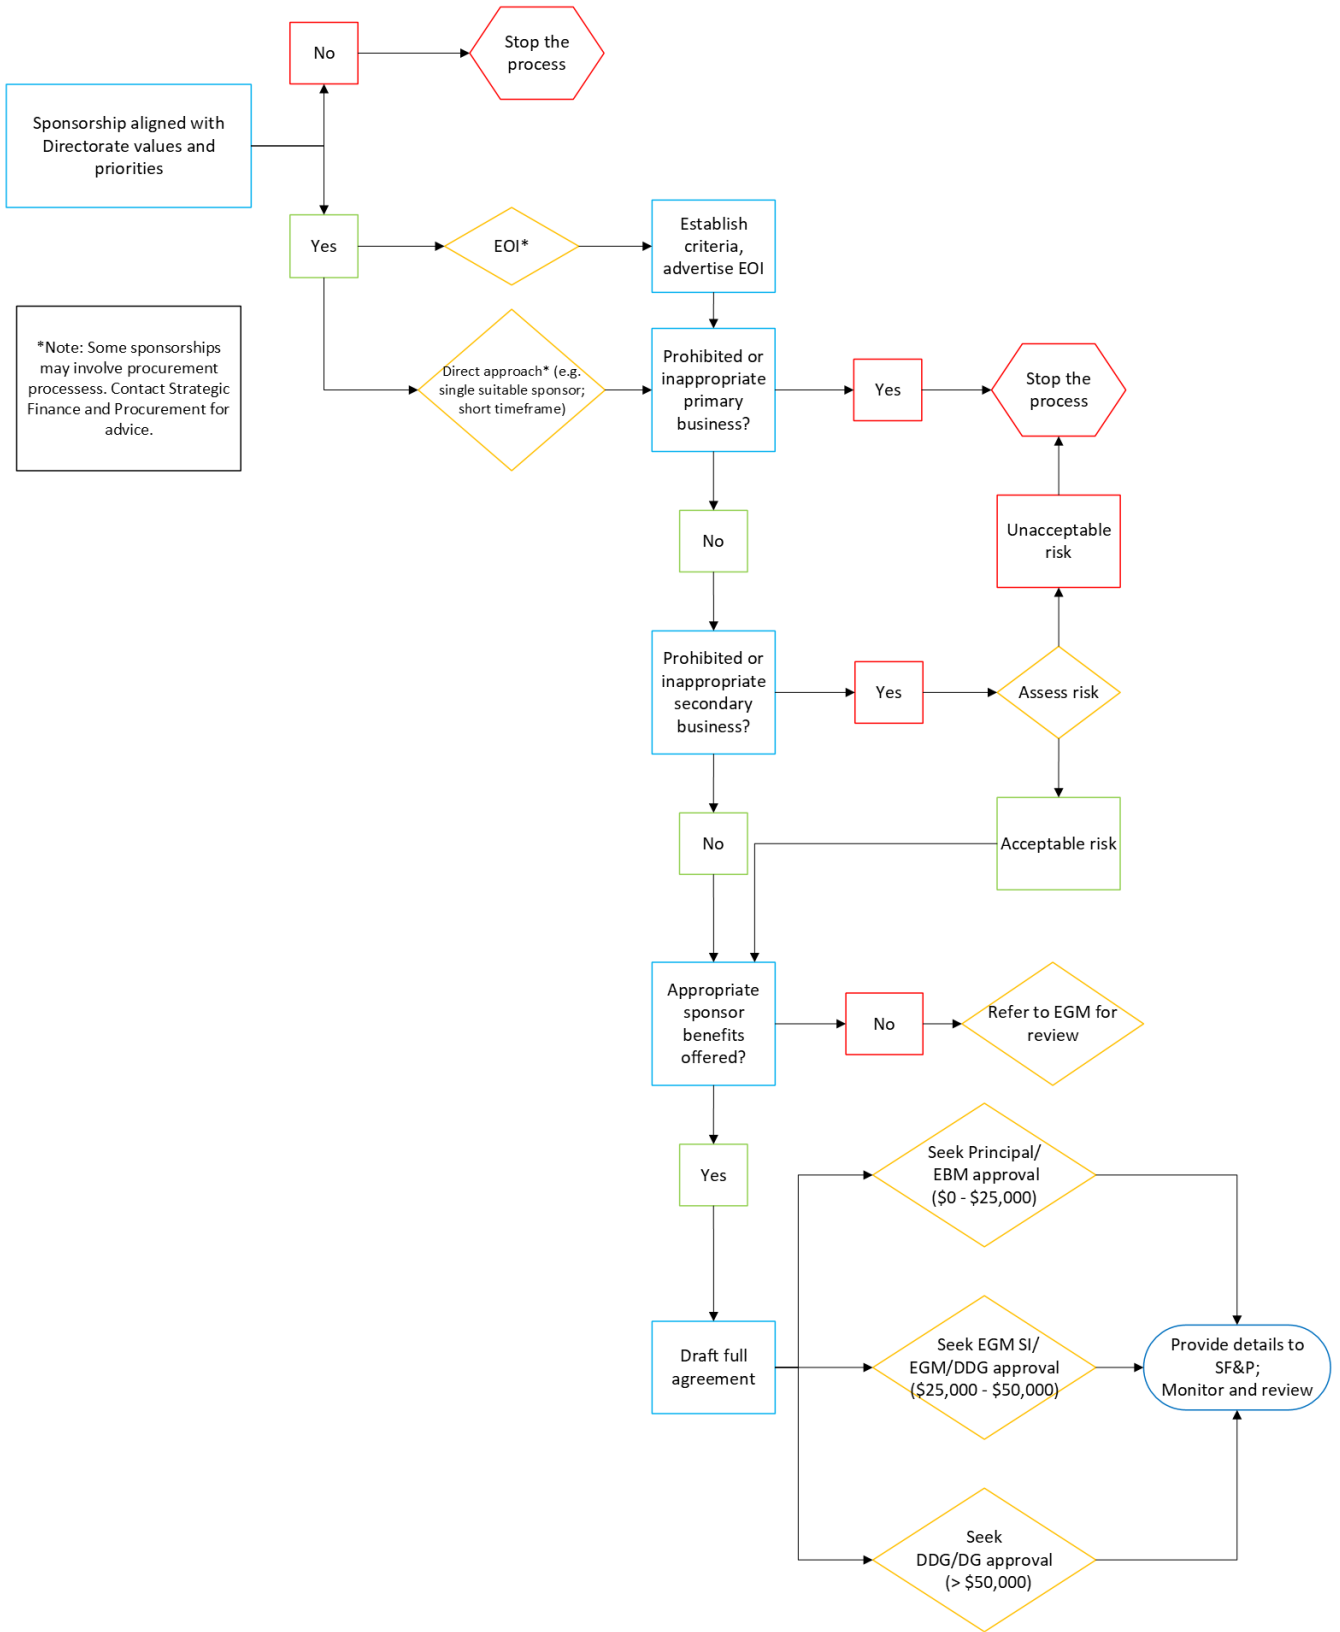 No
Stop the
process
Sponsorship aligned with
Directorate values and
priorities
Yes
EOI*
Establish
criteria,
advertise EOI
*Note: Some sponsorships
may involve procurement
processess. Contact Strategic
Finance and Procurement for
advice.
Direct approach* (e.g.
single suitable sponsor;
short timeframe)
Prohibited or
inappropriate
primary
business?
Yes
Stop the
process
No
Unacceptable
risk
Prohibited or
inappropriate
secondary
business?
Yes
Assess risk
No
Acceptable risk
Appropriate
sponsor
benefits
offered?
No
Refer to EGM for
review
Yes
Seek Principal/
EBM approval
($0 - $25,000)
Draft full
agreement
Seek EGM SI/
EGM/DDG approval
($25,000 - $50,000)
Provide details to
SF&P;
Monitor and review
Seek
DDG/DG approval
(> $50,000)